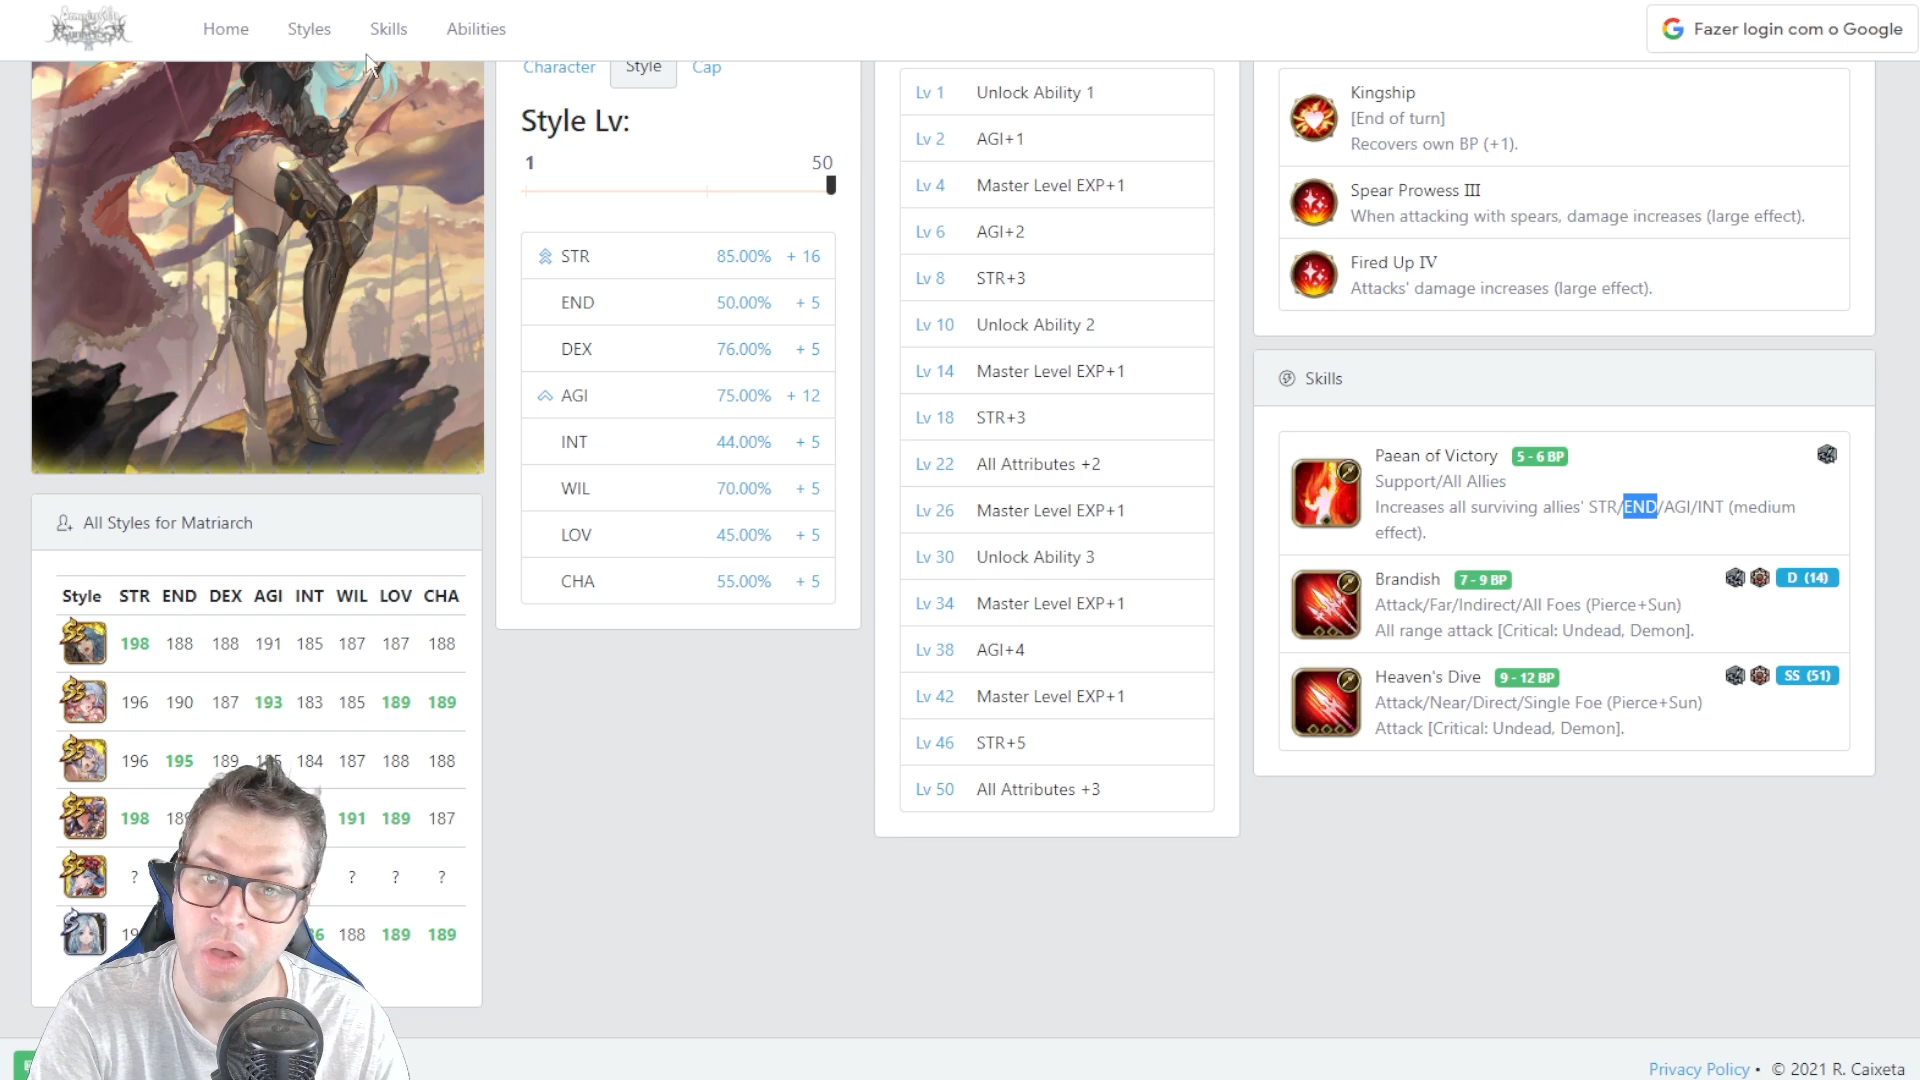 Home Styles Skills Abilities
Fazer login com o Google
Character Style Cap
Style Lv:
1 50
STR 85.00% + 16
END 50.00% + 5
DEX 76.00% + 5
AGI 75.00% + 12
INT 44.00% + 5
WIL 70.00% + 5
LOV 45.00% + 5
CHA 55.00% + 5
Lv 1 Unlock Ability 1
Lv 2 AGI+1
Lv 4 Master Level EXP+1
Lv 6 AGI+2
Lv 8 STR+3
Lv 10 Unlock Ability 2
Lv 14 Master Level EXP+1
Lv 18 STR+3
Lv 22 All Attributes +2
Lv 26 Master Level EXP+1
Lv 30 Unlock Ability 3
Lv 34 Master Level EXP+1
Lv 38 AGI+4
Lv 42 Master Level EXP+1
Lv 46 STR+5
Lv 50 All Attributes +3
Kingship
[End of turn]
Recovers own BP (+1).
Spear Prowess III
When attacking with spears, damage increases (large effect).
Fired Up IV
Attacks' damage increases (large effect).
Skills
Paean of Victory 5 - 6 BP
Support/All Allies
Increases all surviving allies' STR/END/AGI/INT (medium
effect).
Brandish 7 - 9 BP D (14)
Attack/Far/Indirect/All Foes (Pierce+Sun)
All range attack [Critical: Undead, Demon].
Heaven's Dive 9 - 12 BP SS (51)
Attack/Near/Direct/Single Foe (Pierce+Sun)
Attack [Critical: Undead, Demon].
All Styles for Matriarch
Style STR END DEX AGI INT WIL LOV CHA
SS 198 188 188 191 185 187 187 188
SS 196 190 187 193 183 185 189 189
SS 196 195 189 184 187 188 188
SS 198 191 189 187
SS ? ? ? ?
S 188 189 189
Privacy Policy • © 2021 R. Caixeta